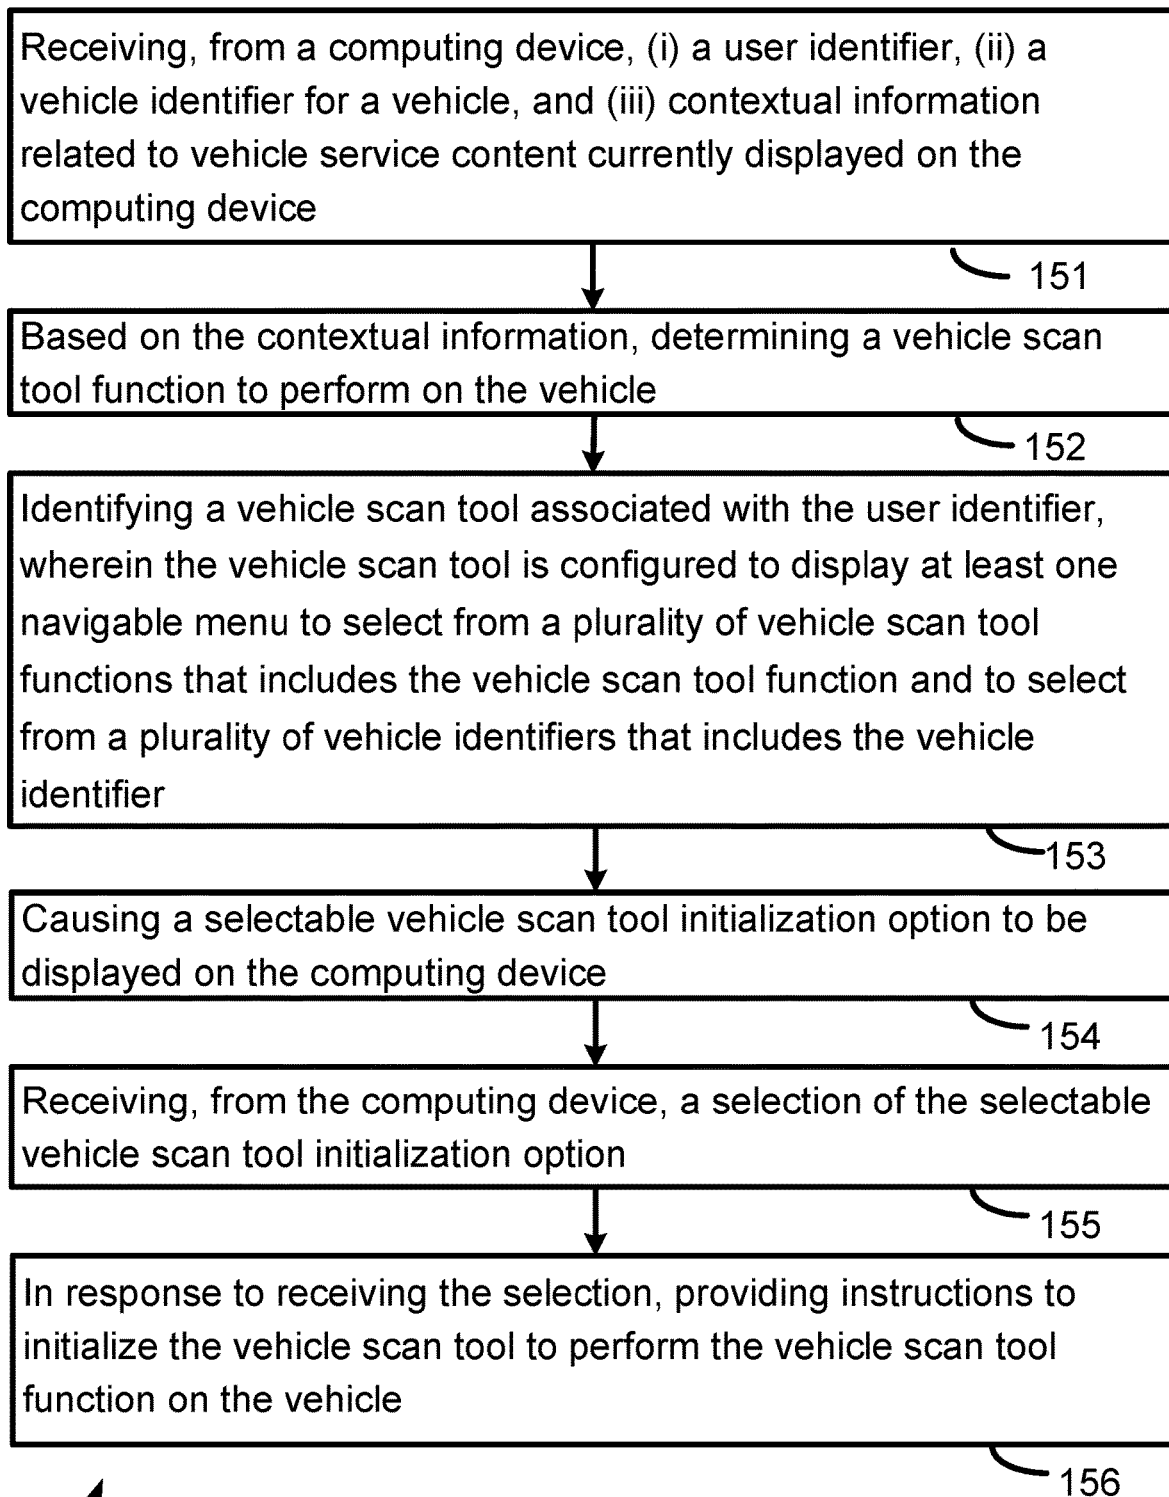 Receiving, from a computing device, (i) a user identifier, (ii) a
vehicle identifier for a vehicle, and (iii) contextual information
related to vehicle service content currently displayed on the
computing device
151
Based on the contextual information, determining a vehicle scan
tool function to perform on the vehicle
152
Identifying a vehicle scan tool associated with the user identifier,
wherein the vehicle scan tool is configured to display at least one
navigable menu to select from a plurality of vehicle scan tool
functions that includes the vehicle scan tool function and to select
from a plurality of vehicle identifiers that includes the vehicle
identifier
153
Causing a selectable vehicle scan tool initialization option to be
displayed on the computing device
154
Receiving, from the computing device, a selection of the selectable
vehicle scan tool initialization option
155
In response to receiving the selection, providing instructions to
initialize the vehicle scan tool to perform the vehicle scan tool
function on the vehicle
156